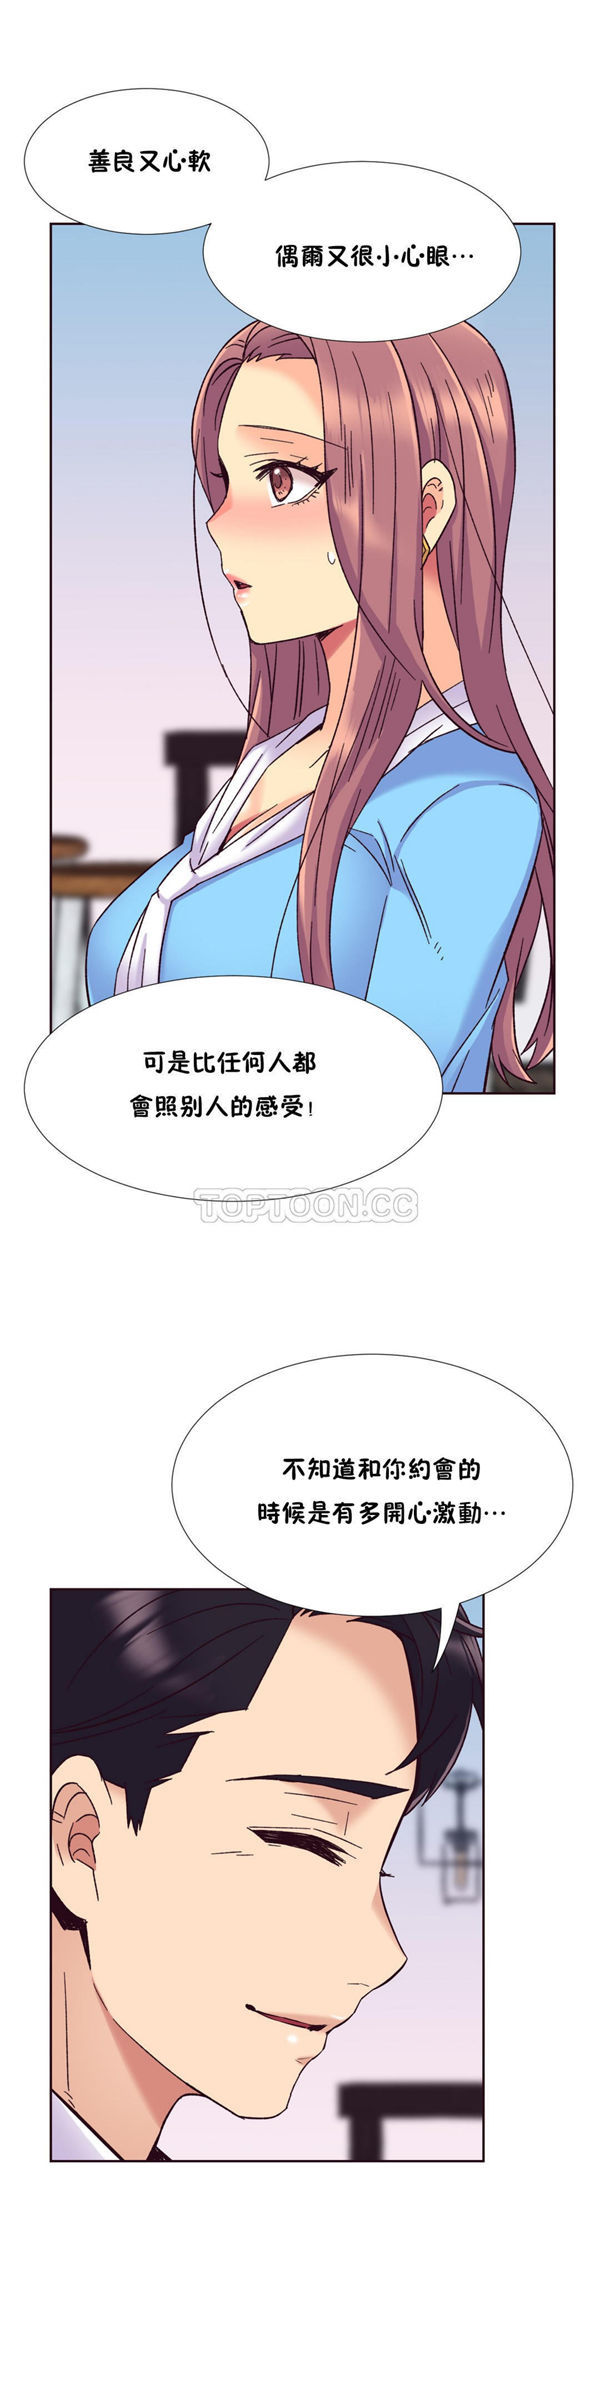 善良又心軟
偶爾又很小心眼…
可是比任何人都
會照別人的感受!
TOPTOON.CC
不知道和你約會的
時候是有多開心激動…